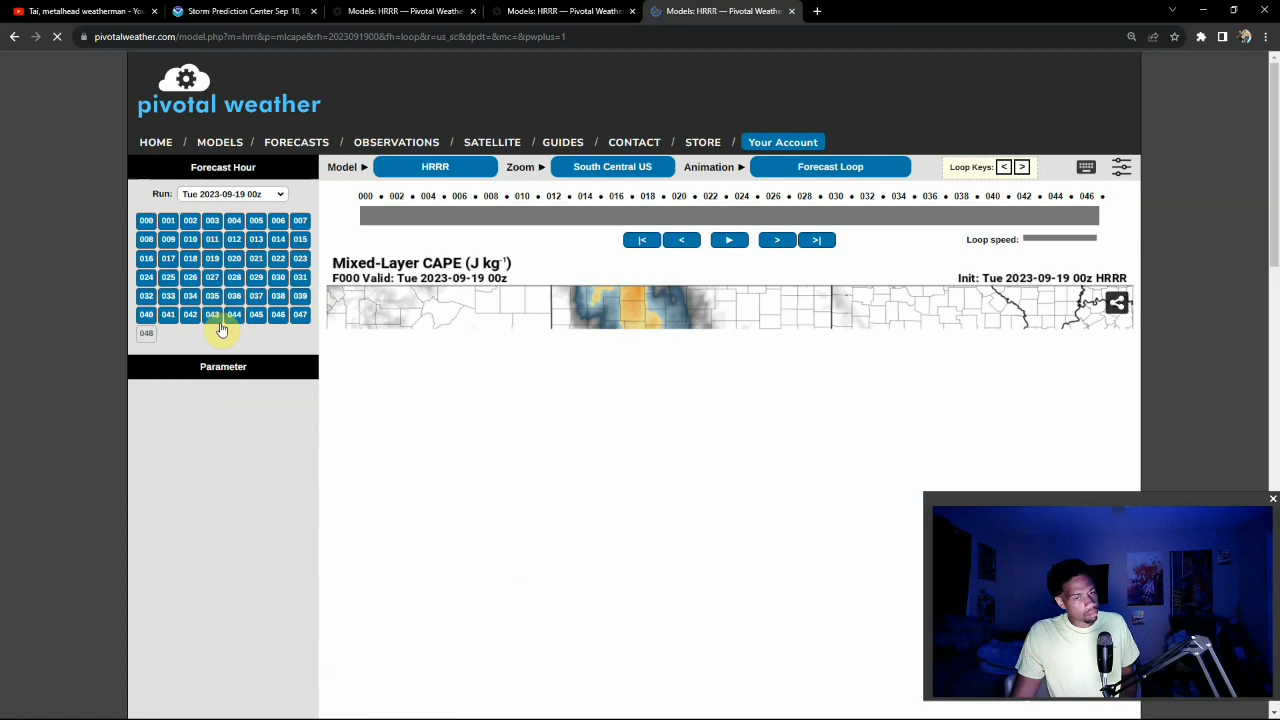 Tai, metalhead weatherman - You
Storm Prediction Center Sep 18,
Models: HRRR — Pivotal Weathe
Models: HRRR — Pivotal Weathe
Models: HRRR — Pivotal Weathe
pivotalweather.com/model.php?m=hrrr&p=mlcape&rh=2023091900&fh=loop&r=us_sc&dpdt=&mc=&pwplus=1
pivotal weather
HOME / MODELS / FORECASTS / OBSERVATIONS / SATELLITE / GUIDES / CONTACT / STORE / Your Account
Forecast Hour
Model HRRR Zoom South Central US Animation Forecast Loop Loop Keys: < >
Run: Tue 2023-09-19 00z
000 • 002 • 004 • 006 • 008 • 010 • 012 • 014 • 016 • 018 • 020 • 022 • 024 • 026 • 028 • 030 • 032 • 034 • 036 • 038 • 040 • 042 • 044 • 046 •
000 001 002 003 004 005 006 007
008 009 010 011 012 013 014 015
016 017 018 019 020 021 022 023
024 025 026 027 028 029 030 031
032 033 034 035 036 037 038 039
040 041 042 043 044 045 046 047
048
|< < > >| Loop speed:
Mixed-Layer CAPE (J kg⁻¹)
F000 Valid: Tue 2023-09-19 00z Init: Tue 2023-09-19 00z HRRR
Parameter